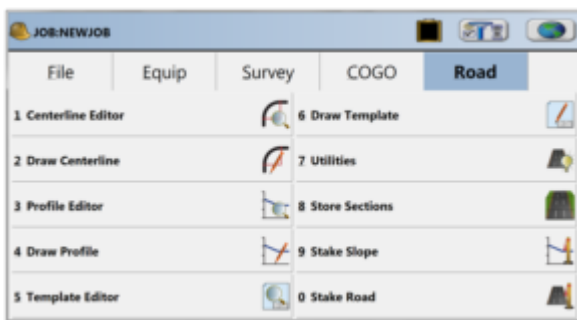 JOB:NEWJOB
File Equip Survey COGO Road
1 Centerline Editor 6 Draw Template
2 Draw Centerline 7 Utilities
3 Profile Editor 8 Store Sections
4 Draw Profile 9 Stake Slope
5 Template Editor 0 Stake Road